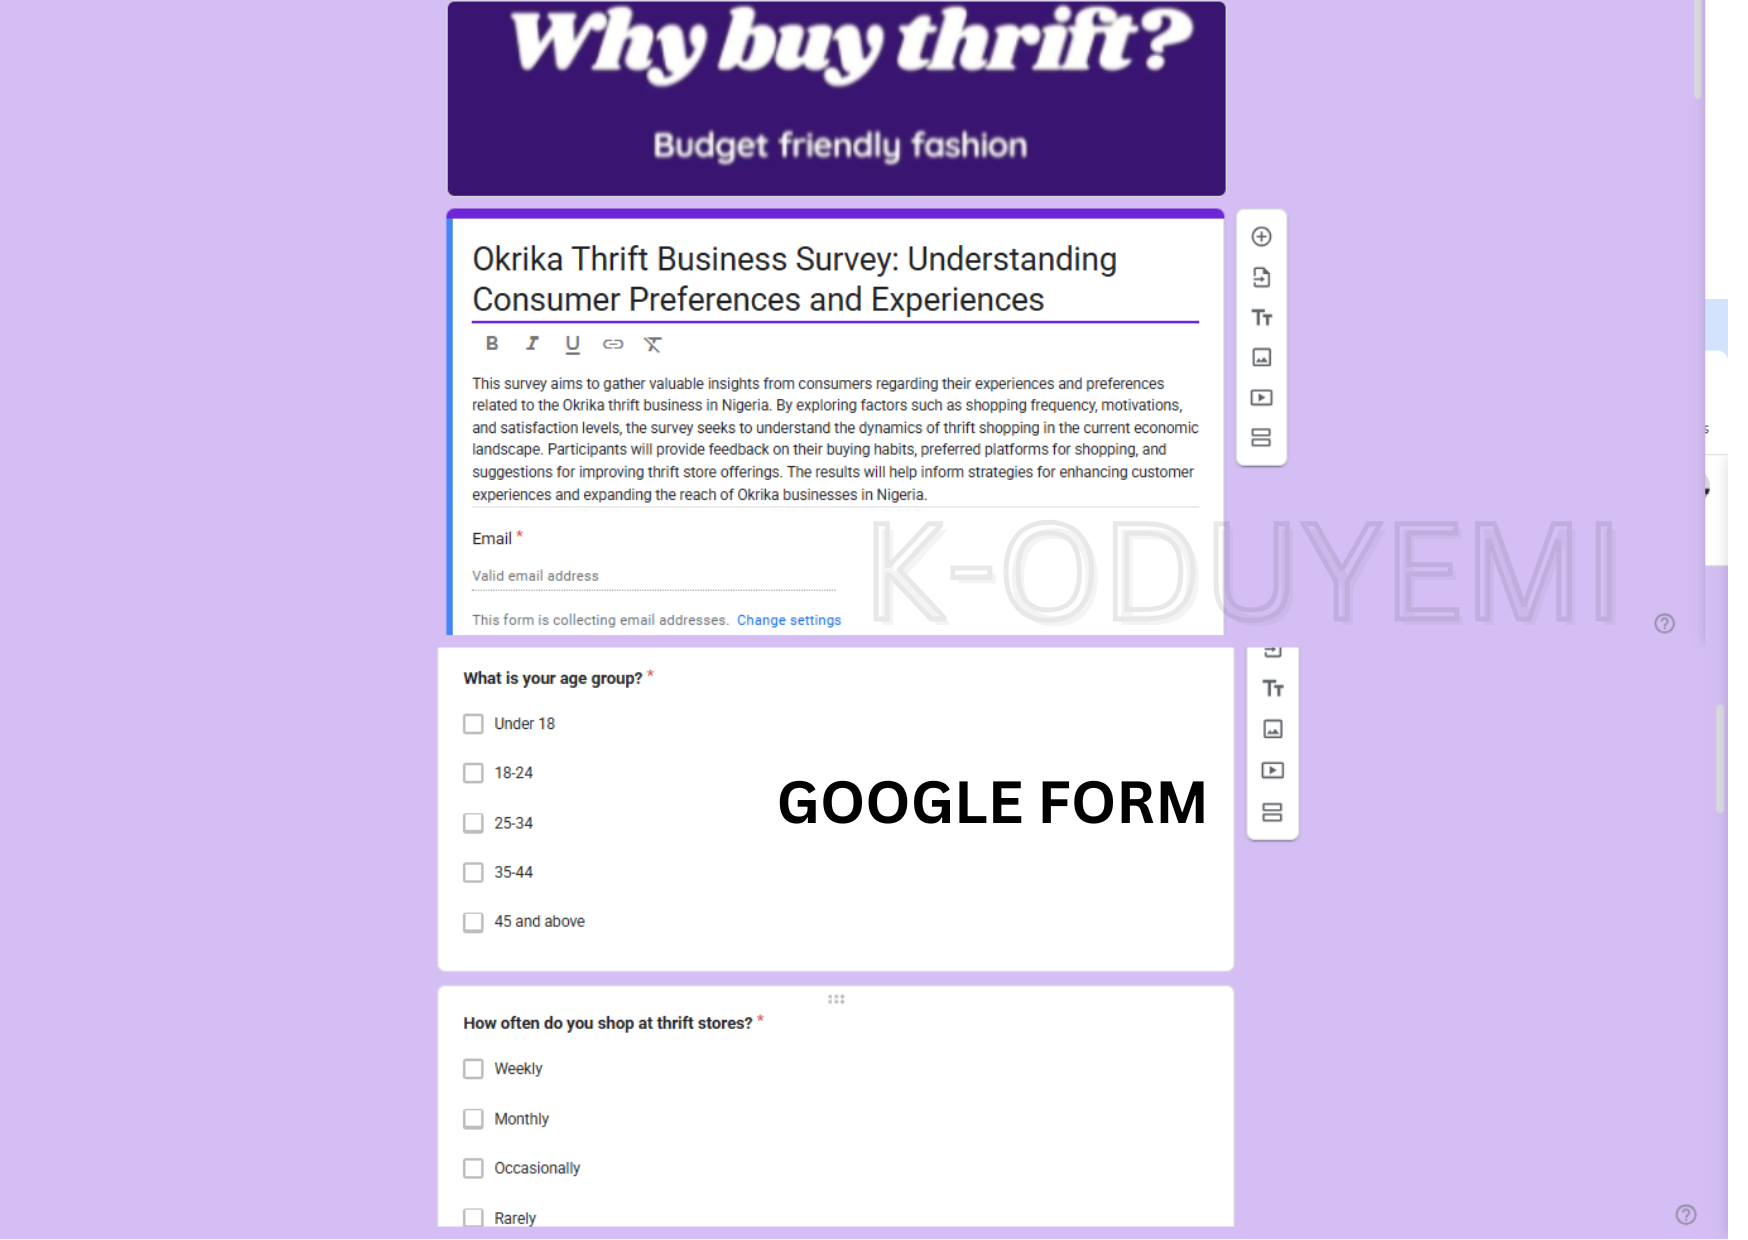 Why buy thrift?
Budget friendly fashion
Okrika Thrift Business Survey: Understanding
Consumer Preferences and Experiences
B I U
This survey aims to gather valuable insights from consumers regarding their experiences and preferences
related to the Okrika thrift business in Nigeria. By exploring factors such as shopping frequency, motivations,
and satisfaction levels, the survey seeks to understand the dynamics of thrift shopping in the current economic
landscape. Participants will provide feedback on their buying habits, preferred platforms for shopping, and
suggestions for improving thrift store offerings. The results will help inform strategies for enhancing customer
experiences and expanding the reach of Okrika businesses in Nigeria.
Email *
Valid email address
This form is collecting email addresses. Change settings
K-ODUYEMI
What is your age group? *
Under 18
18-24
25-34
35-44
45 and above
GOOGLE FORM
How often do you shop at thrift stores? *
Weekly
Monthly
Occasionally
Rarely